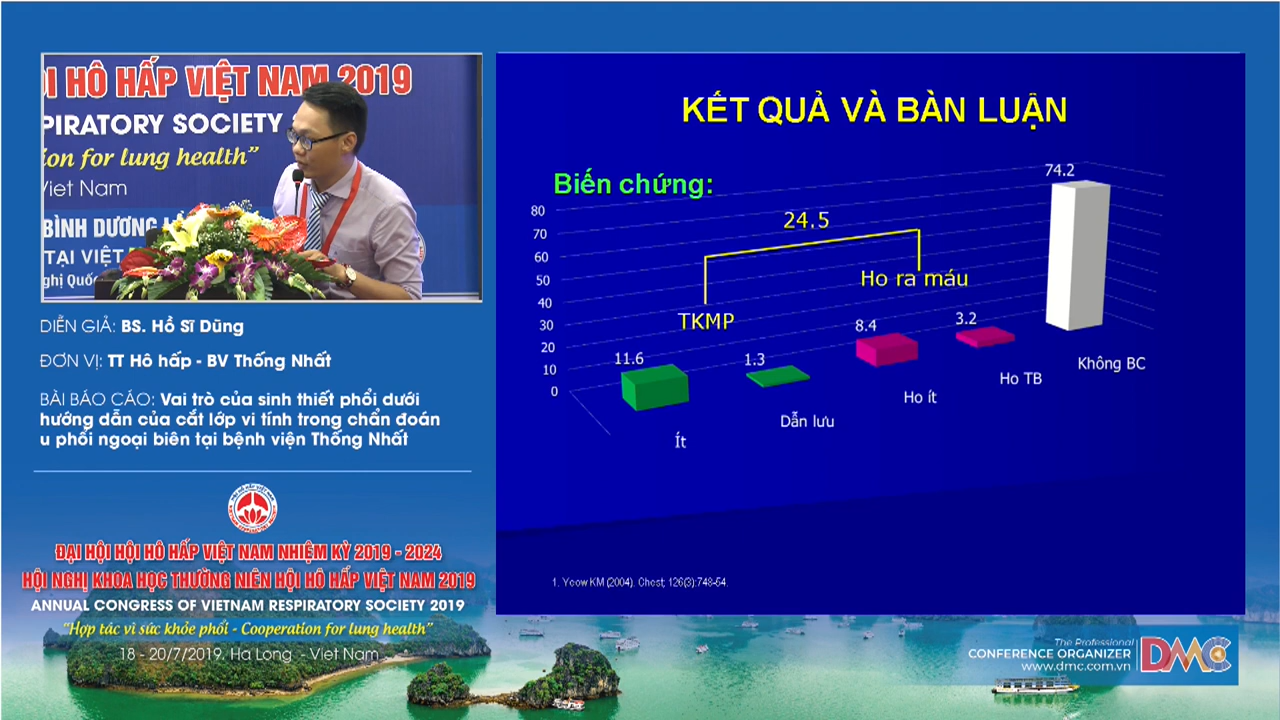 ỘI HÔ HẤP VIỆT NAM 2019
PIRATORY SOCIETY
ion for lung health”
Viet Nam
BÌNH DƯƠNG
TẠI VIỆT
nghị Quốc
DIỄN GIẢ: BS. Hồ Sĩ Dũng
ĐƠN VỊ: TT Hô hấp - BV Thống Nhất
BÀI BÁO CÁO: Vai trò của sinh thiết phổi dưới
hướng dẫn của cắt lớp vi tính trong chẩn đoán
u phổi ngoại biên tại bệnh viện Thống Nhất
ĐẠI HỘI HỘI HÔ HẤP VIỆT NAM NHIỆM KỲ 2019 - 2024
HỘI NGHỊ KHOA HỌC THƯỜNG NIÊN HỘI HÔ HẤP VIỆT NAM 2019
ANNUAL CONGRESS OF VIETNAM RESPIRATORY SOCIETY 2019
“Hợp tác vì sức khỏe phổi - Cooperation for lung health”
18 - 20/7/2019. Ha Long - Viet Nam
KẾT QUẢ VÀ BÀN LUẬN
Biến chứng:
80
70
60
50
40
30
20
10
0
24.5
TKMP
Ho ra máu
11.6
1.3
8.4
3.2
74.2
Ít
Dẫn lưu
Ho ít
Ho TB
Không BC
1. Yeow KM (2004). Chest; 126(3):748-54.
The Professional
CONFERENCE ORGANIZER
www.dmc.com.vn
DMC